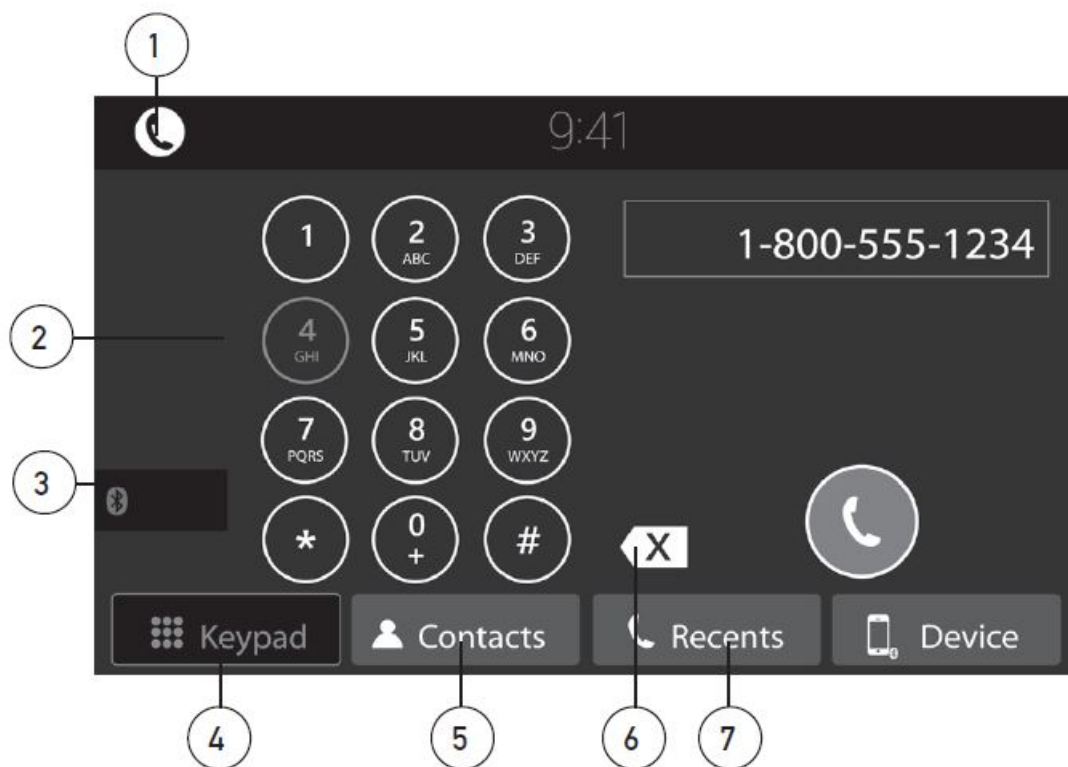 1
9:41
1
2
ABC
3
DEF
1-800-555-1234
2
4
GHI
5
JKL
6
MNO
7
PQRS
8
TUV
9
WXYZ
3
*
0
+
#
X
Keypad
Contacts
Recents
Device
4
5
6
7